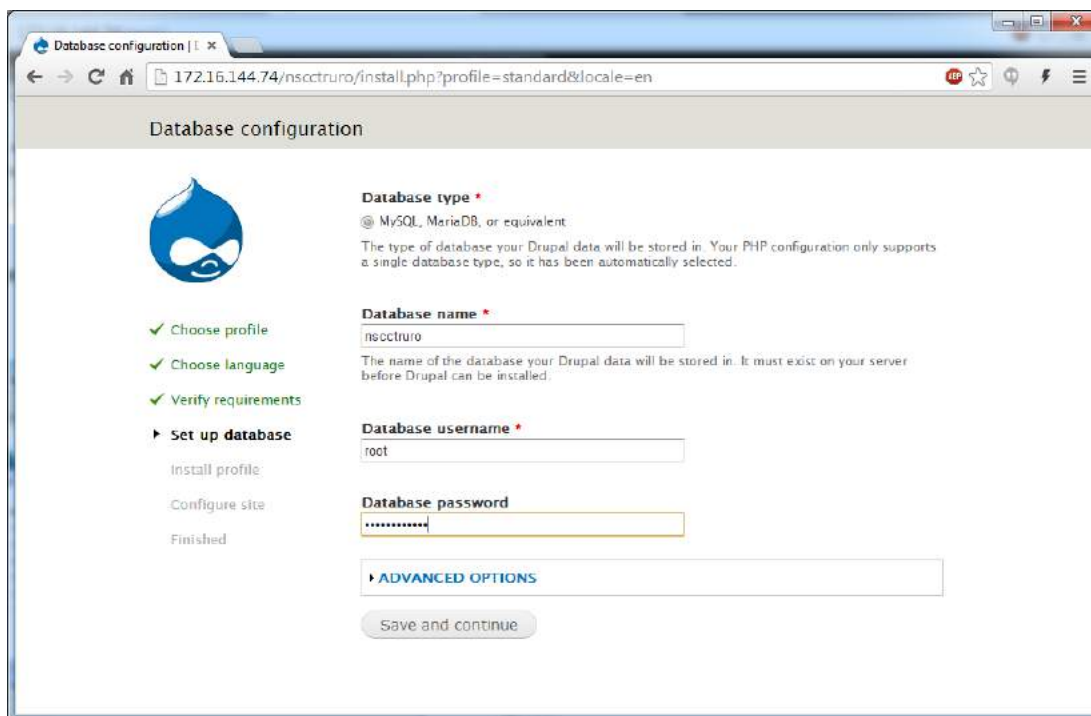 Database configuration | D
172.16.144.74/nscctruro/install.php?profile=standard&locale=en
ABP
Database configuration
Database type *
MySQL, MariaDB, or equivalent
The type of database your Drupal data will be stored in. Your PHP configuration only supports
a single database type, so it has been automatically selected.
Database name *
nscctruro
The name of the database your Drupal data will be stored in. It must exist on your server
before Drupal can be installed.
Database username *
root
Database password
••••••••••••
ADVANCED OPTIONS
Save and continue
Choose profile
Choose language
Verify requirements
Set up database
Install profile
Configure site
Finished